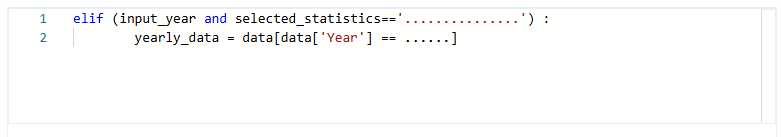 1 elif (input_year and selected_statistics=='...............') :
2 yearly_data = data[data['Year'] == ......]